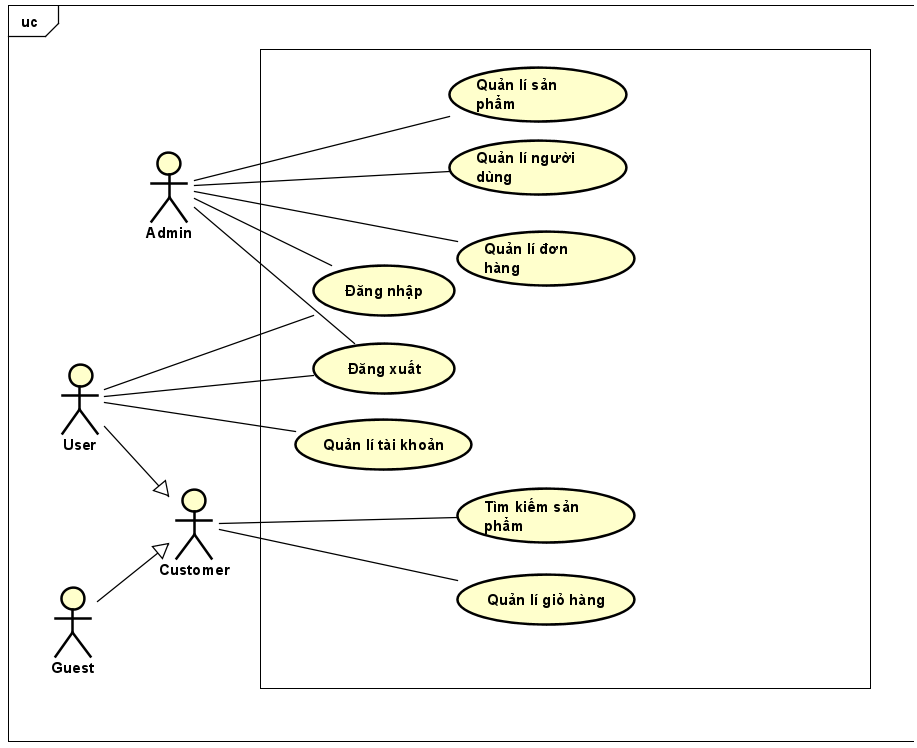 uc
Quản lí sản
phẩm
Quản lí người
dùng
Admin
Quản lí đơn
hàng
Đăng nhập
Đăng xuất
User
Quản lí tài khoản
Tìm kiếm sản
phẩm
Customer
Quản lí giỏ hàng
Guest